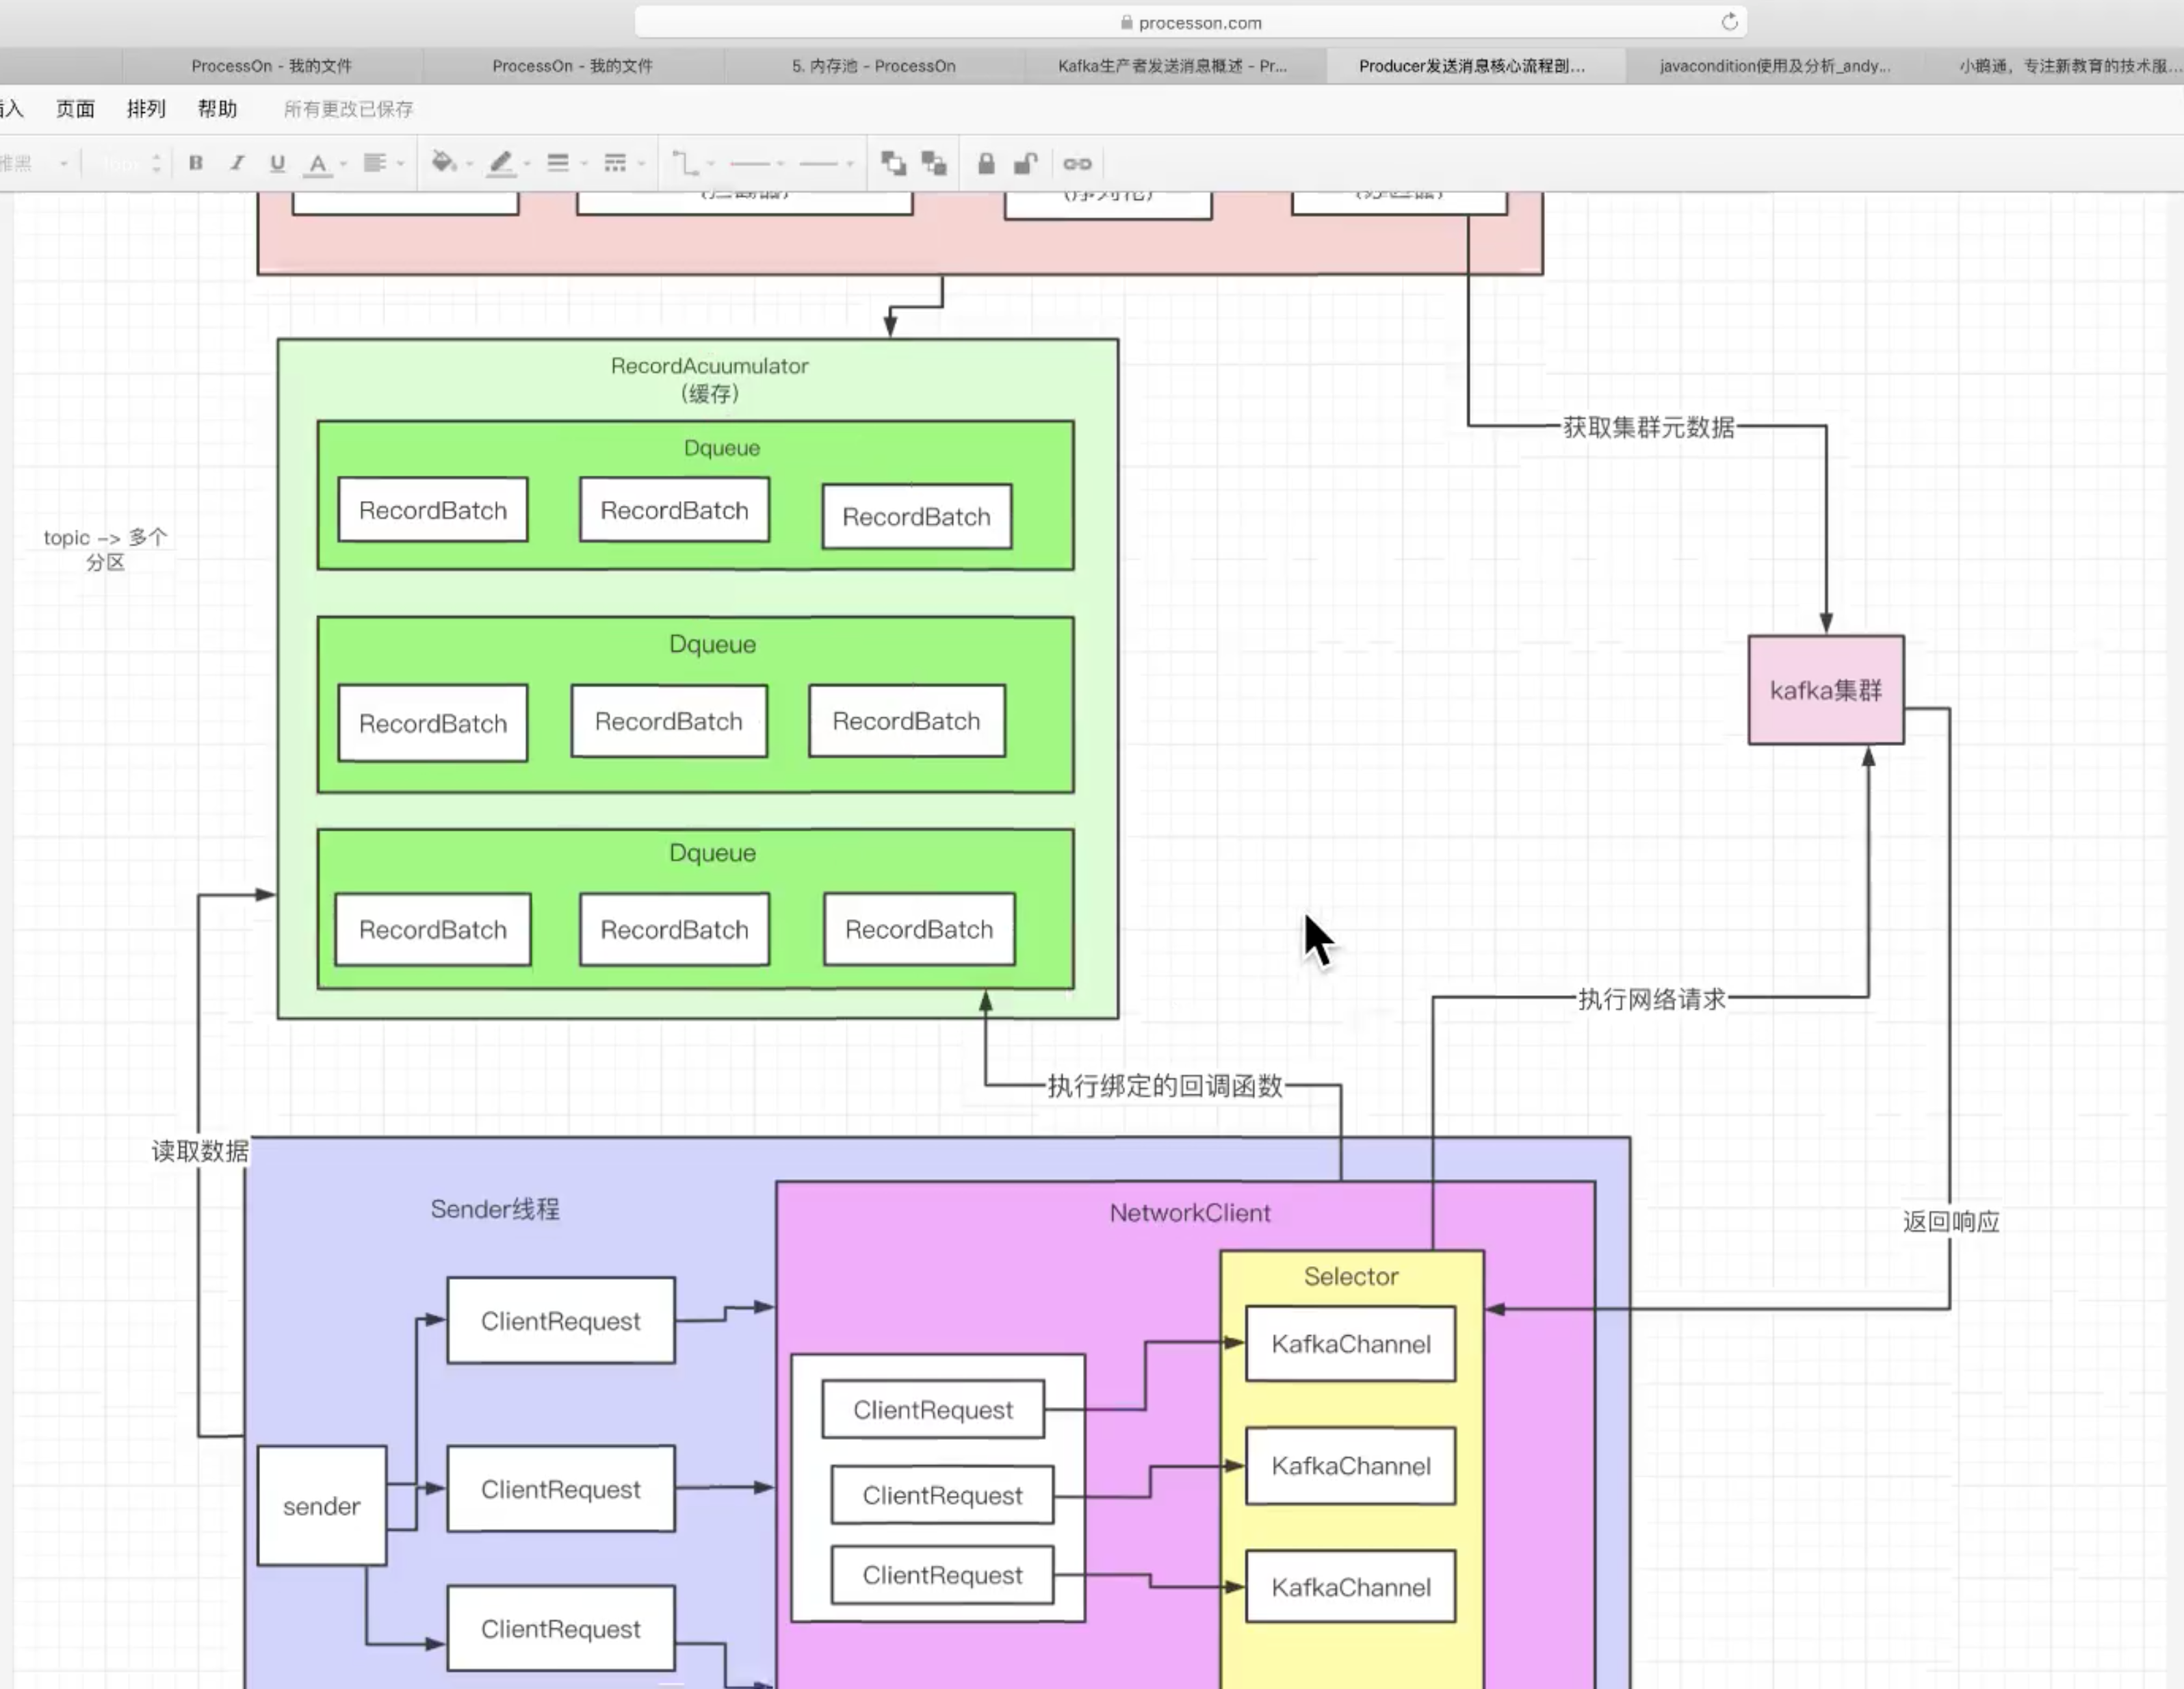 processon.com
ProcessOn - 我的文件
ProcessOn - 我的文件
5. 内存池 - ProcessOn
Kafka生产者发送消息概述 - Pr...
Producer发送消息核心流程剖...
javacondition使用及分析_andy...
小鹅通，专注新教育的技术服...
插入 页面 排列 帮助 所有更改已保存
雅黑
B I U A
RecordAcuumulator
(缓存)
Dqueue
RecordBatch RecordBatch RecordBatch
topic -> 多个
分区
获取集群元数据
Dqueue
RecordBatch RecordBatch RecordBatch
kafka集群
Dqueue
RecordBatch RecordBatch RecordBatch
执行网络请求
执行绑定的回调函数
读取数据
返回响应
Sender线程
NetworkClient
Selector
ClientRequest
KafkaChannel
ClientRequest
KafkaChannel
ClientRequest
ClientRequest
sender
ClientRequest
KafkaChannel
ClientRequest